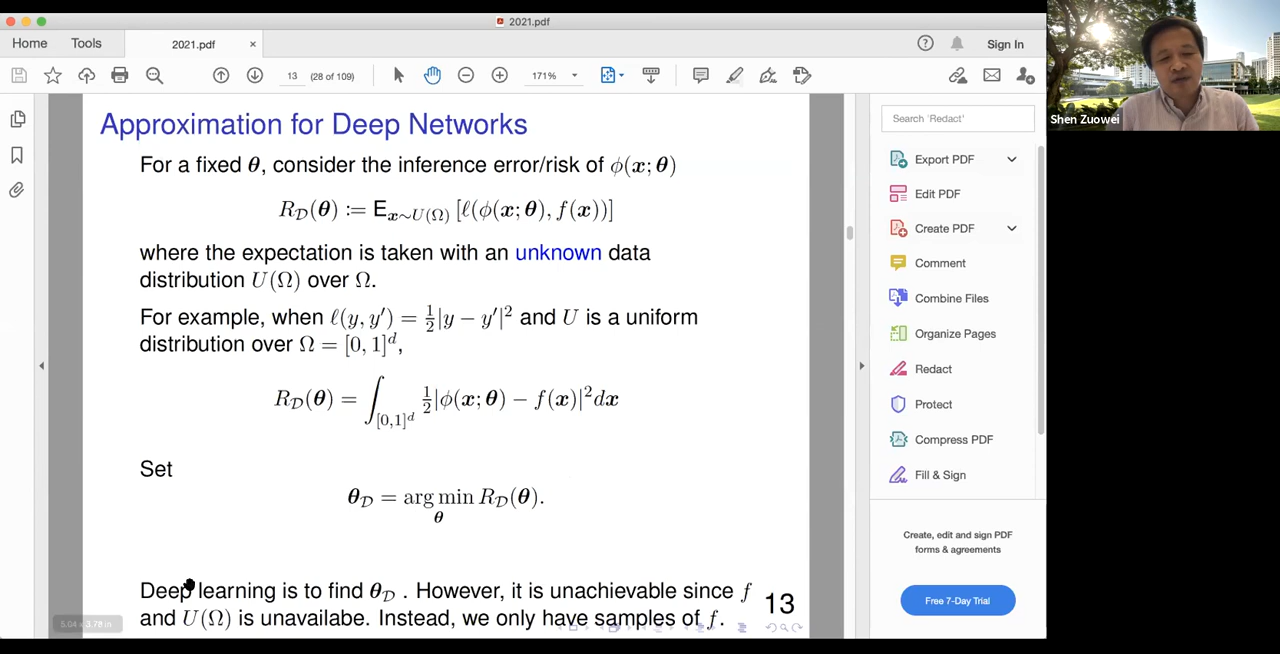 2021.pdf
Home Tools 2021.pdf × Sign In
13 (28 of 109) 171%
Approximation for Deep Networks
For a fixed θ, consider the inference error/risk of ϕ(x; θ)
R_D(θ) := E_{x∼U(Ω)} [ℓ(ϕ(x; θ), f(x))]
where the expectation is taken with an unknown data
distribution U(Ω) over Ω.
For example, when ℓ(y, y′) = ½|y − y′|² and U is a uniform
distribution over Ω = [0, 1]^d,
R_D(θ) = ∫_{[0,1]^d} ½|ϕ(x; θ) − f(x)|² dx
Set
θ_D = arg min_θ R_D(θ).
Deep learning is to find θ_D . However, it is unachievable since f
and U(Ω) is unavailabe. Instead, we only have samples of f.
13
5.04 x 3.78 in
Search 'Redact'
Export PDF
Edit PDF
Create PDF
Comment
Combine Files
Organize Pages
Redact
Protect
Compress PDF
Fill & Sign
Create, edit and sign PDF
forms & agreements
Free 7-Day Trial
Shen Zuowei